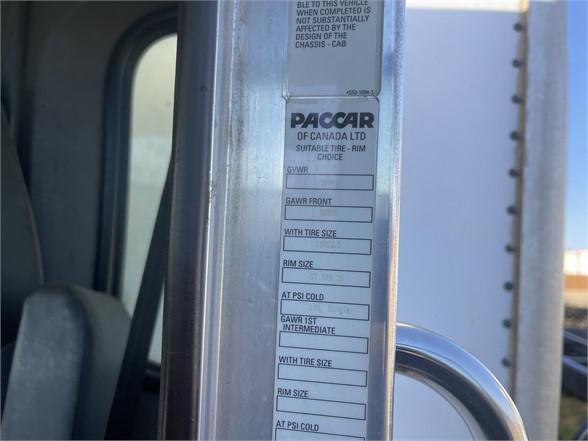 BLE TO THIS VEHICLE
WHEN COMPLETED IS
NOT SUBSTANTIALLY
AFFECTED BY THE
DESIGN OF THE
CHASSIS - CAB
PACCAR
OF CANADA LTD
SUITABLE TIRE - RIM
CHOICE
GVWR
GAWR FRONT
WITH TIRE SIZE
RIM SIZE
AT PSI COLD
Single
GAWR 1ST
INTERMEDIATE
WITH TIRE SIZE
RIM SIZE
AT PSI COLD